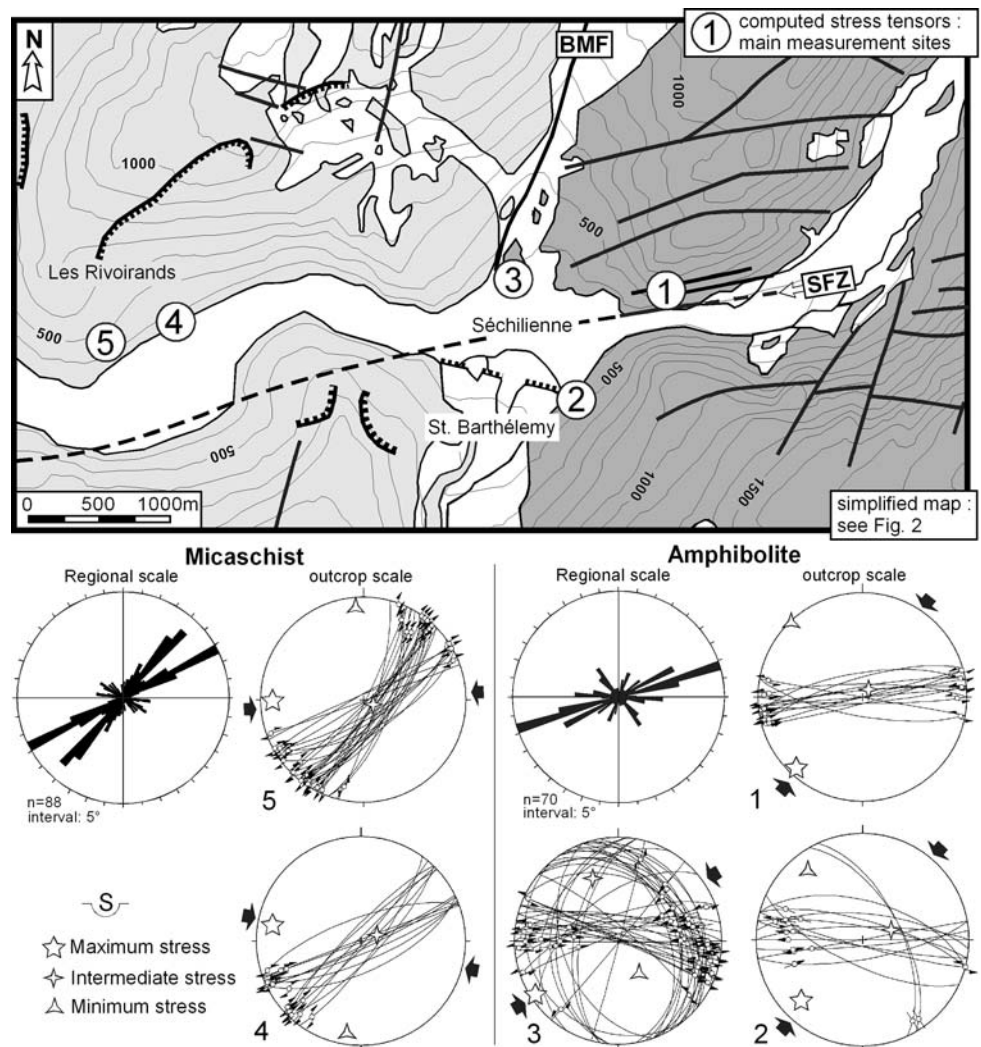 N
BMF
1 computed stress tensors :
main measurement sites
1000
1000
500
Les Rivoirands
3
1
SFZ
500
5
4
Séchilienne
500
2
St. Barthélemy
500
1000
1500
0 500 1000m
simplified map :
see Fig. 2
Micaschist
Amphibolite
Regional scale
outcrop scale
Regional scale
outcrop scale
n=88
interval: 5°
5
n=70
interval: 5°
1
S
Maximum stress
Intermediate stress
Minimum stress
4
3
2